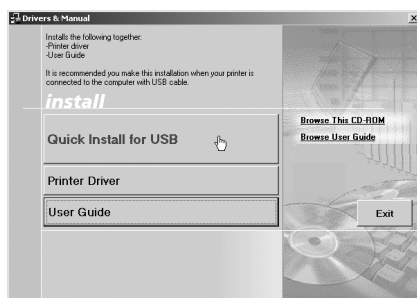 Drivers & Manual
Installs the following together:
-Printer driver
-User Guide
It is recommended you make this installation when your printer is
connected to the computer with USB cable.
install
Quick Install for USB
Browse This CD-ROM
Browse User Guide
Printer Driver
User Guide
Exit